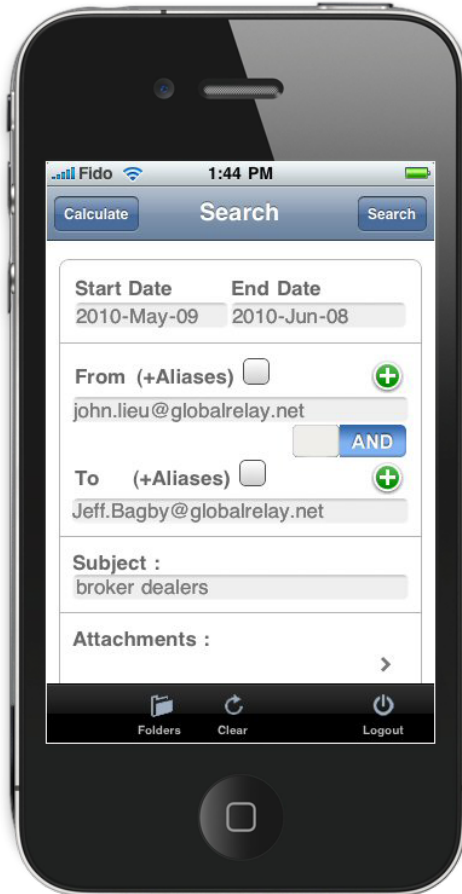 Fido 1:44 PM
Calculate Search Search
Start Date End Date
2010-May-09 2010-Jun-08
From (+Aliases)
john.lieu@globalrelay.net
AND
To (+Aliases)
Jeff.Bagby@globalrelay.net
Subject :
broker dealers
Attachments :
Folders Clear Logout